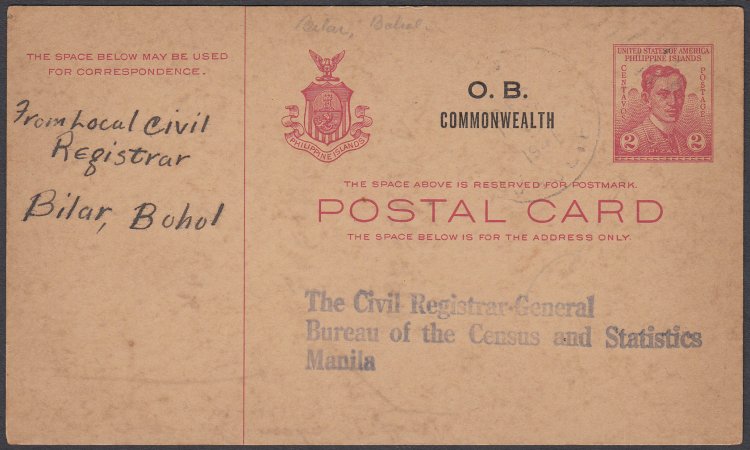 Bilar, Bohol.
THE SPACE BELOW MAY BE USED
FOR CORRESPONDENCE.
From Local Civil
Registrar
Bilar, Bohol
PHILIPPINE ISLANDS
O. B.
COMMONWEALTH
UNITED STATES OF AMERICA
PHILIPPINE ISLANDS
CENTAVOS
POSTAGE
2 2
THE SPACE ABOVE IS RESERVED FOR POSTMARK.
POSTAL CARD
THE SPACE BELOW IS FOR THE ADDRESS ONLY.
The Civil Registrar-General
Bureau of the Census and Statistics
Manila